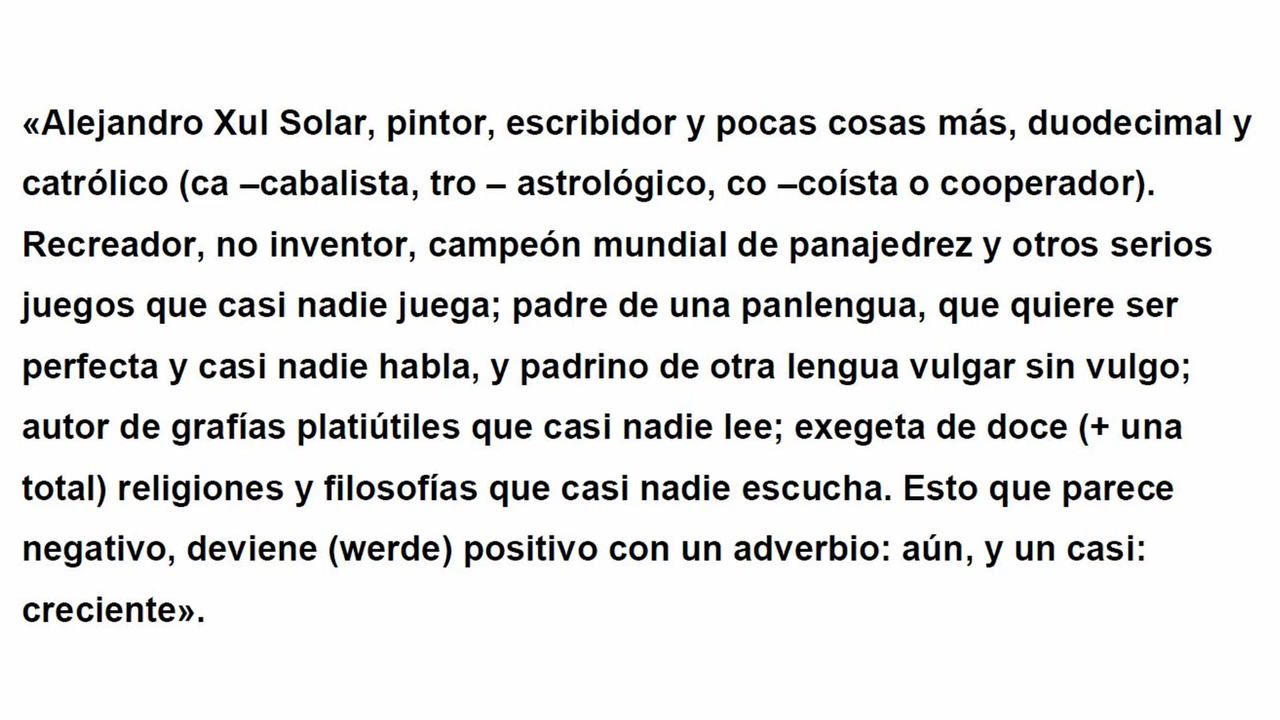 «Alejandro Xul Solar, pintor, escribidor y pocas cosas más, duodecimal y
catrólico (ca –cabalista, tro – astrológico, co –coísta o cooperador).
Recreador, no inventor, campeón mundial de panajedrez y otros serios
juegos que casi nadie juega; padre de una panlengua, que quiere ser
perfecta y casi nadie habla, y padrino de otra lengua vulgar sin vulgo;
autor de grafías platiútiles que casi nadie lee; exegeta de doce (+ una
total) religiones y filosofías que casi nadie escucha. Esto que parece
negativo, deviene (werde) positivo con un adverbio: aún, y un casi:
creciente».